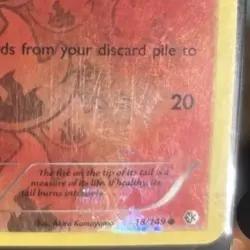 ds from your discard pile to
20
The fire on the tip of its tail is a
measure of its life. If healthy, its
tail burns intensely.
Illus. Akira Komayama
18/149